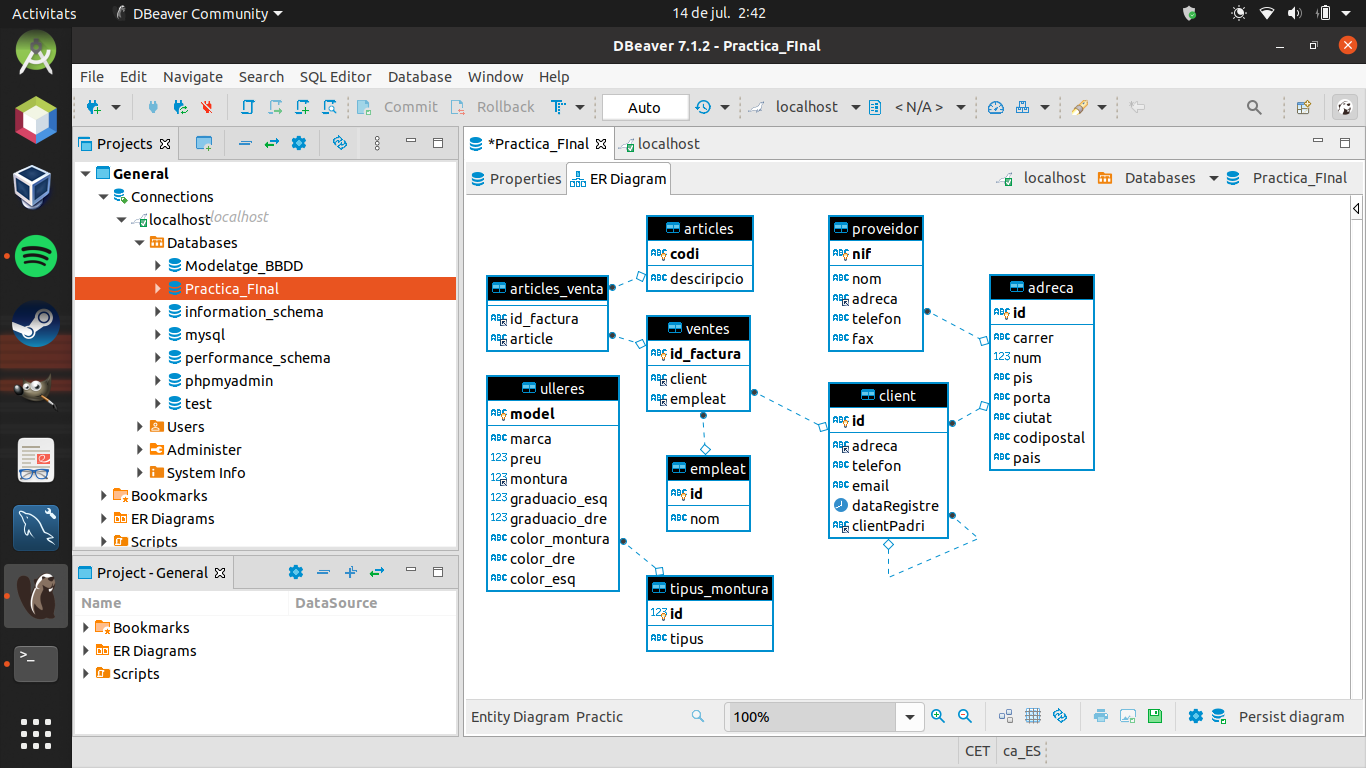 Activitats
DBeaver Community
14 de jul.  2:42
DBeaver 7.1.2 - Practica_FInal
File Edit Navigate Search SQL Editor Database Window Help
Commit Rollback Auto localhost < N/A >
Projects
General
Connections
localhost localhost
Databases
Modelatge_BBDD
Practica_FInal
information_schema
mysql
performance_schema
phpmyadmin
test
Users
Administer
System Info
Bookmarks
ER Diagrams
Scripts
Project - General
Name DataSource
Bookmarks
ER Diagrams
Scripts
*Practica_FInal localhost
Properties ER Diagram localhost Databases Practica_FInal
articles
codi
desciripcio
articles_venta
id_factura
article
ventes
id_factura
client
empleat
ulleres
model
marca
preu
montura
graduacio_esq
graduacio_dre
color_montura
color_dre
color_esq
empleat
id
nom
tipus_montura
id
tipus
proveidor
nif
nom
adreca
telefon
fax
client
id
adreca
telefon
email
dataRegistre
clientPadri
adreca
id
carrer
num
pis
porta
ciutat
codipostal
pais
Entity Diagram Practic 100% Persist diagram
CET ca_ES